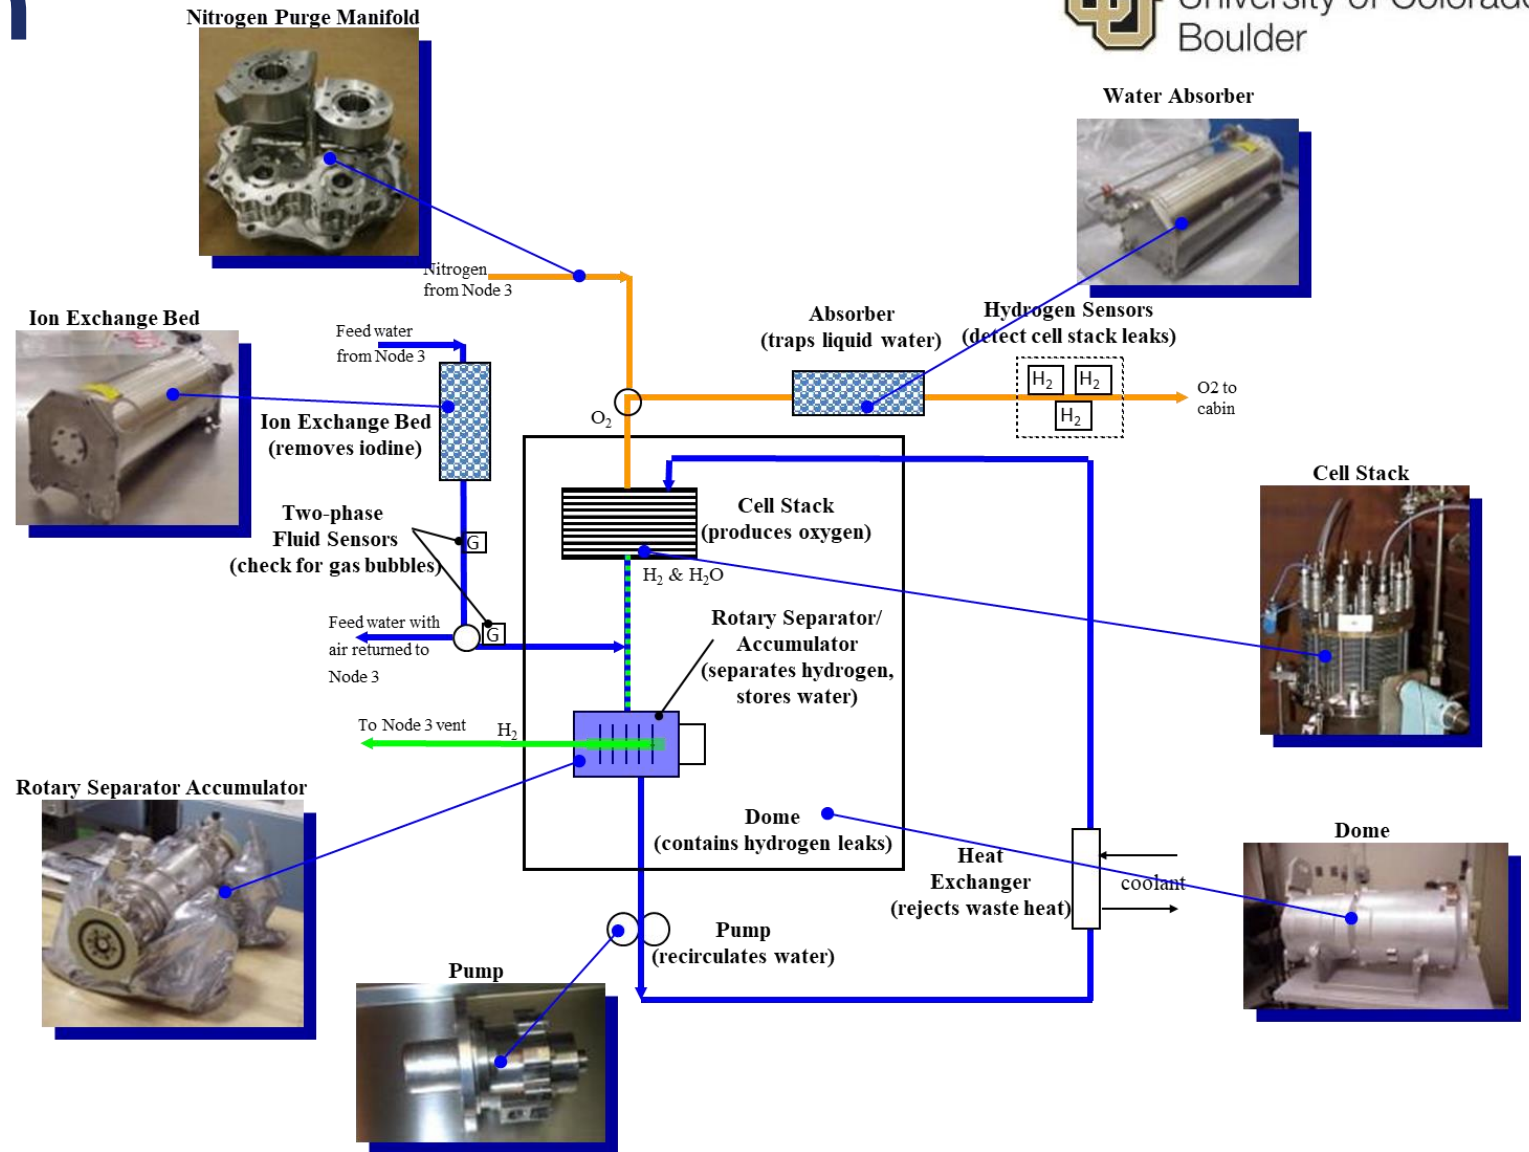 University of Colorado
Boulder
Nitrogen Purge Manifold
Water Absorber
Nitrogen
from Node 3
Ion Exchange Bed
Feed water
from Node 3
Absorber
(traps liquid water)
Hydrogen Sensors
(detect cell stack leaks)
H2
H2
H2
O2 to
cabin
O2
Ion Exchange Bed
(removes iodine)
Cell Stack
Two-phase
Fluid Sensors
(check for gas bubbles)
G
G
Cell Stack
(produces oxygen)
H2 & H2O
Feed water with
air returned to
Node 3
Rotary Separator/
Accumulator
(separates hydrogen,
stores water)
To Node 3 vent
H2
Rotary Separator Accumulator
Dome
(contains hydrogen leaks)
Heat
Exchanger
(rejects waste heat)
coolant
Dome
Pump
(recirculates water)
Pump